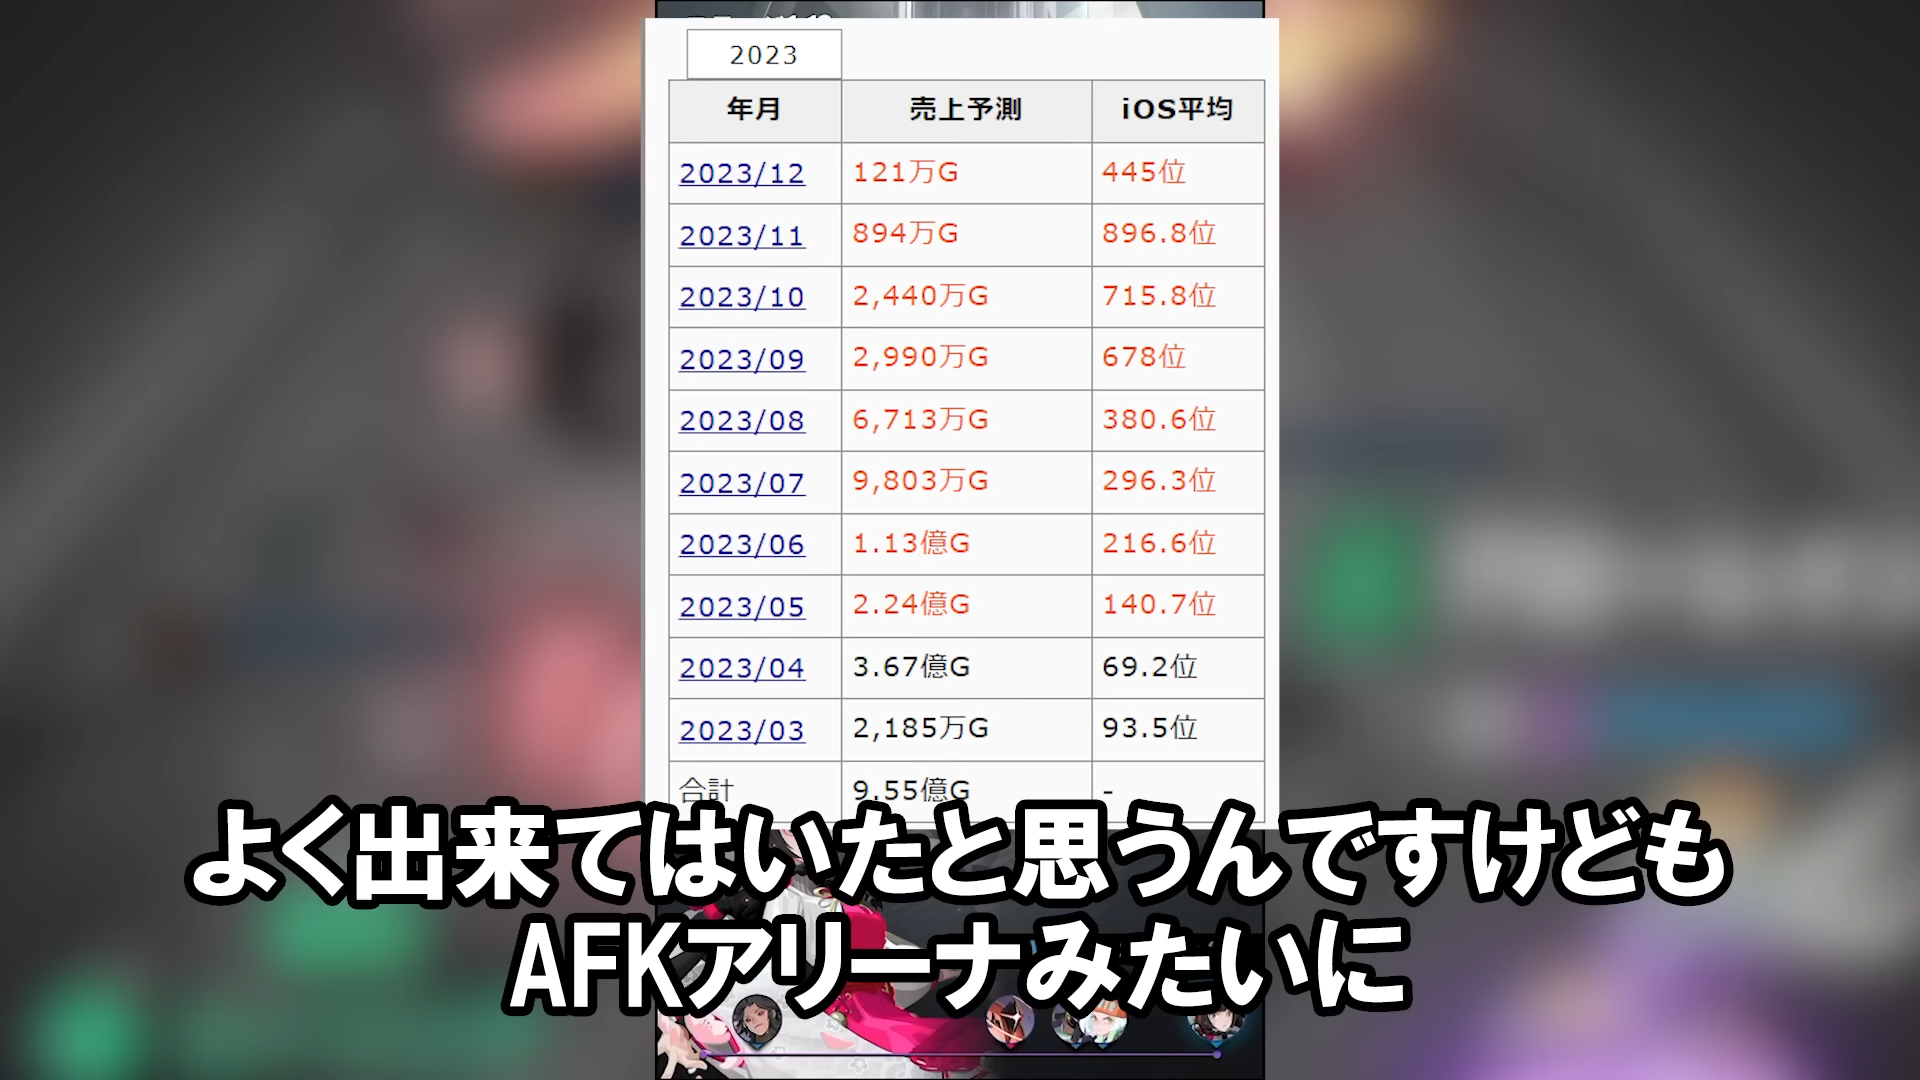 2023
年月 売上予測 iOS平均
2023/12 121万G 445位
2023/11 894万G 896.8位
2023/10 2,440万G 715.8位
2023/09 2,990万G 678位
2023/08 6,713万G 380.6位
2023/07 9,803万G 296.3位
2023/06 1.13億G 216.6位
2023/05 2.24億G 140.7位
2023/04 3.67億G 69.2位
2023/03 2,185万G 93.5位
合計 9.55億G -
よく出来てはいたと思うんですけども
AFKアリーナみたいに